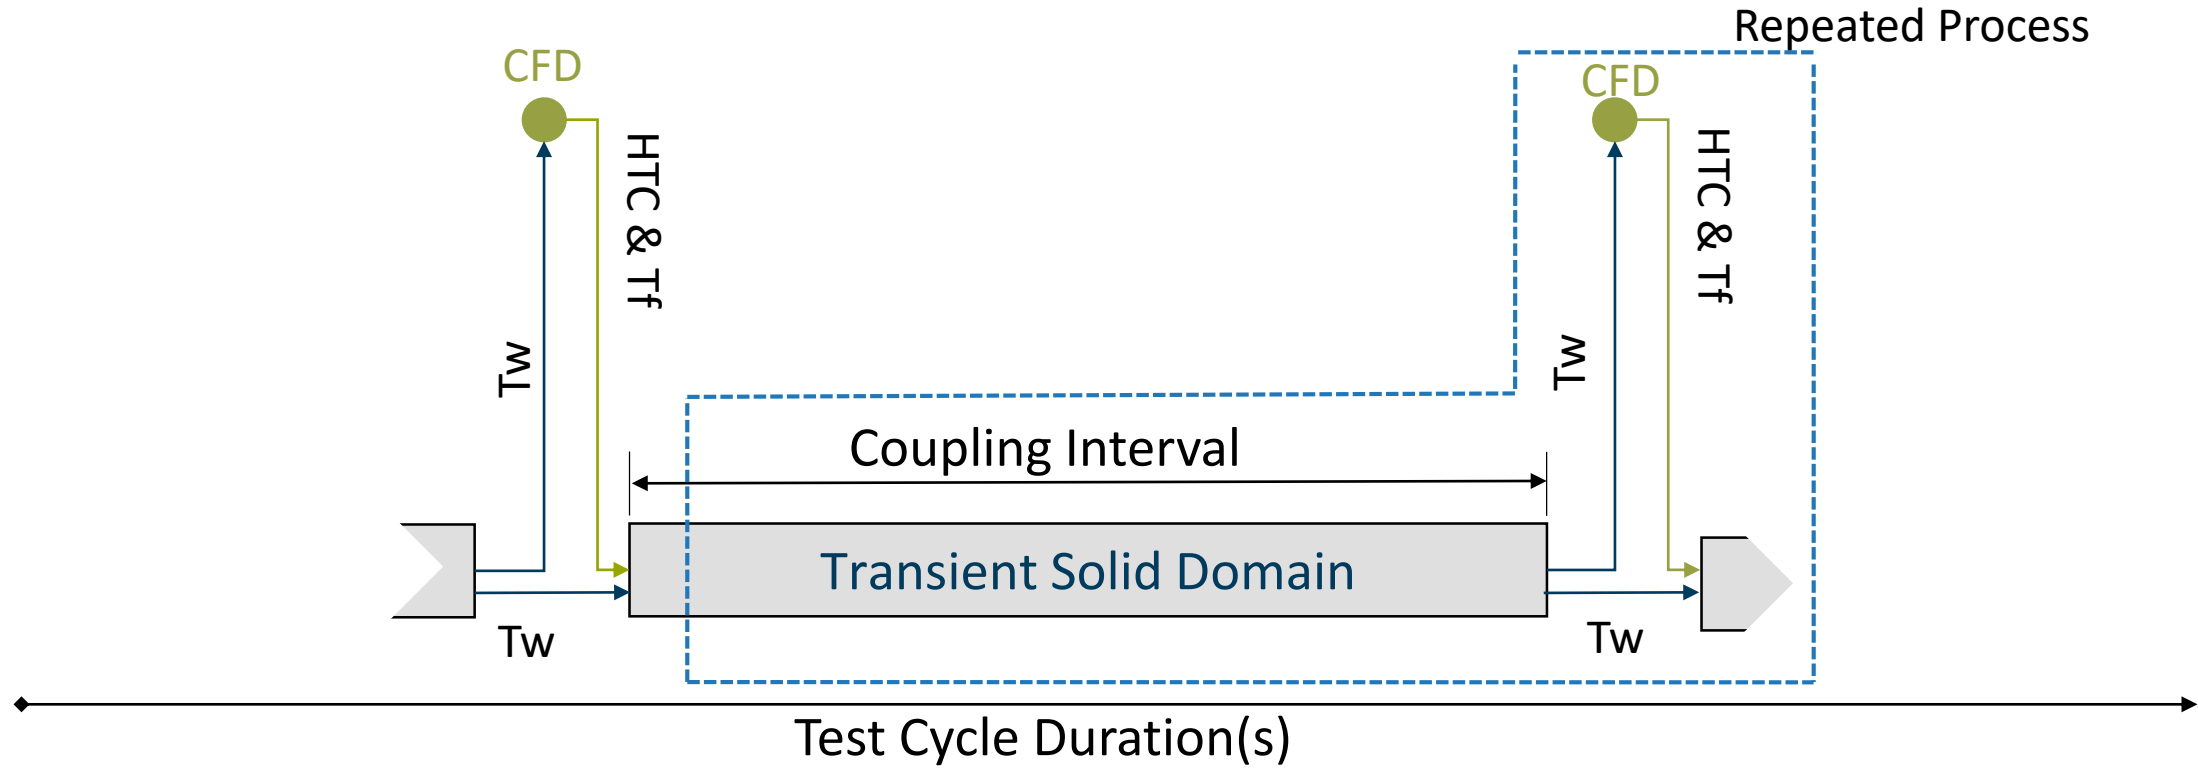 Repeated Process
CFD
CFD
HTC & Tf
HTC & Tf
Tw
Tw
Coupling Interval
Transient Solid Domain
Tw
Tw
Test Cycle Duration(s)